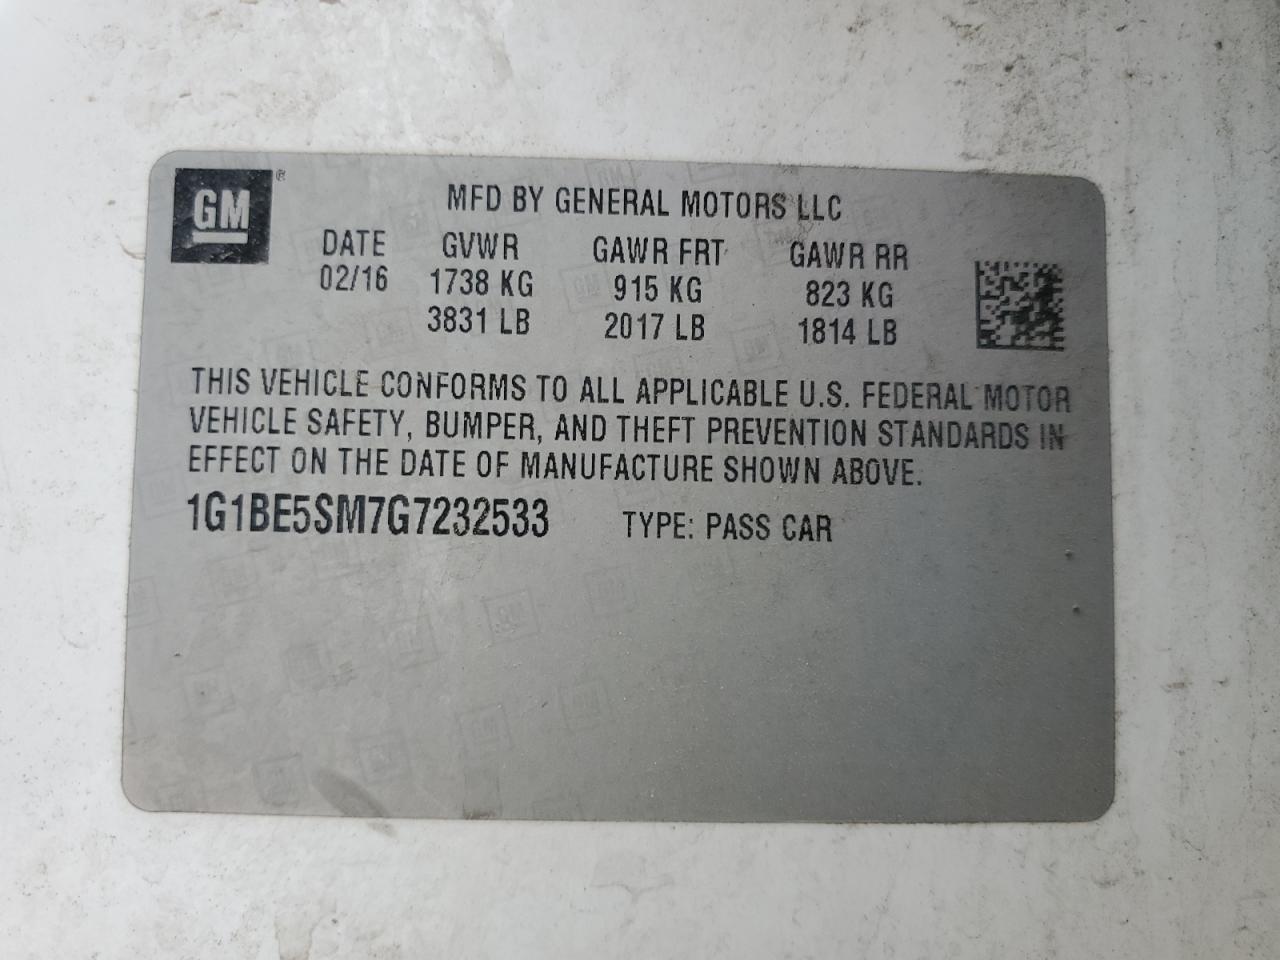 GM ®
MFD BY GENERAL MOTORS LLC
DATE GVWR GAWR FRT GAWR RR
02/16 1738 KG 915 KG 823 KG
3831 LB 2017 LB 1814 LB
THIS VEHICLE CONFORMS TO ALL APPLICABLE U.S. FEDERAL MOTOR
VEHICLE SAFETY, BUMPER, AND THEFT PREVENTION STANDARDS IN
EFFECT ON THE DATE OF MANUFACTURE SHOWN ABOVE.
1G1BE5SM7G7232533 TYPE: PASS CAR